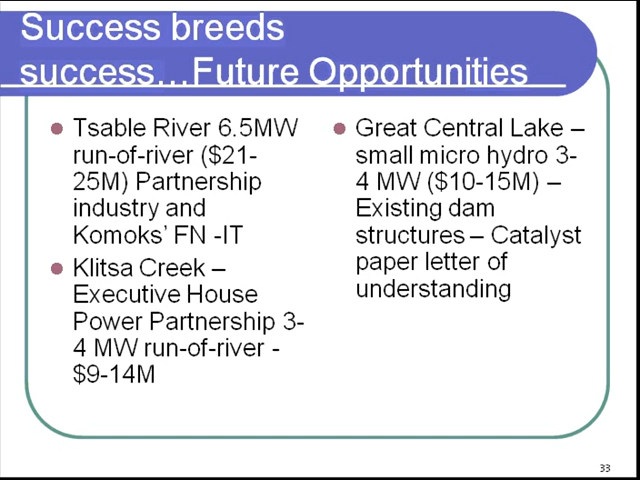 Success breeds
success…Future Opportunities
Tsable River 6.5MW
run-of-river ($21-
25M) Partnership
industry and
Komoks’ FN -IT
Klitsa Creek –
Executive House
Power Partnership 3-
4 MW run-of-river -
$9-14M
Great Central Lake –
small micro hydro 3-
4 MW ($10-15M) –
Existing dam
structures – Catalyst
paper letter of
understanding
33